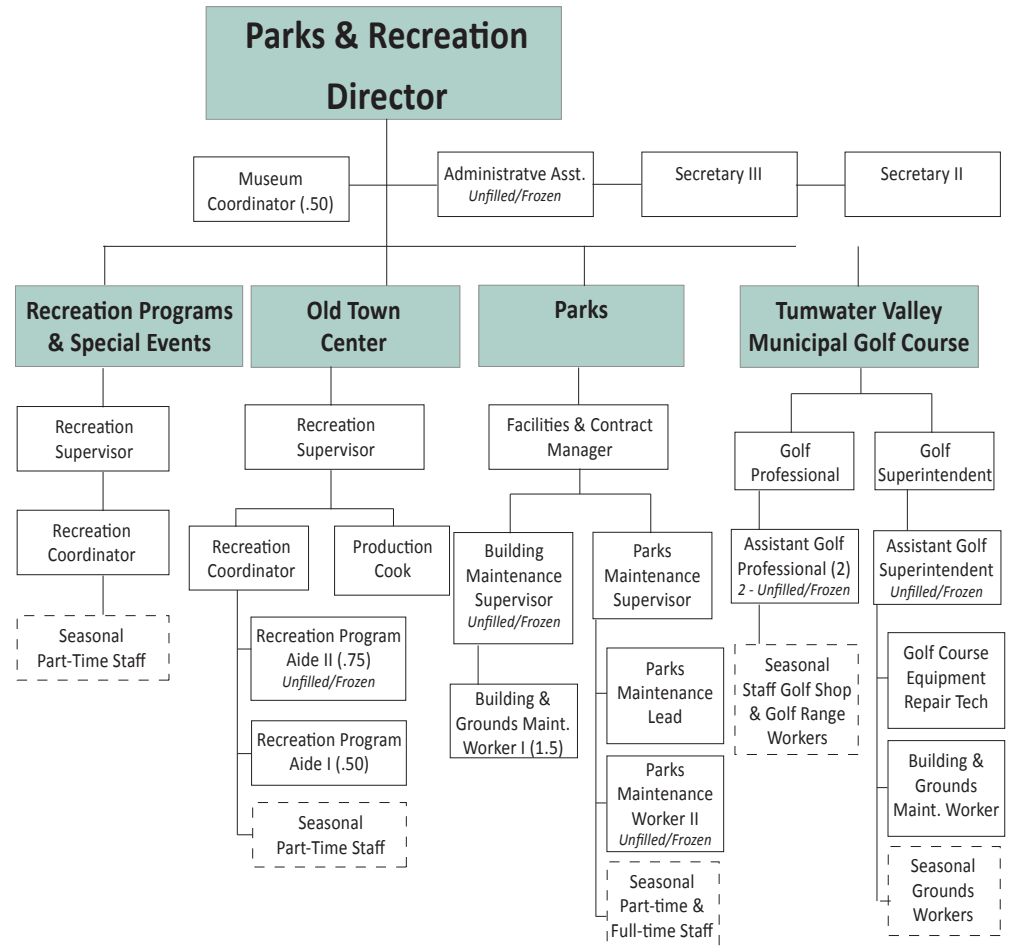 Parks & Recreation
Director
Museum
Coordinator (.50)
Administratve Asst.
Unfilled/Frozen
Secretary III
Secretary II
Recreation Programs
& Special Events
Old Town
Center
Parks
Tumwater Valley
Municipal Golf Course
Recreation
Supervisor
Recreation
Coordinator
Seasonal
Part-Time Staff
Recreation
Supervisor
Recreation
Coordinator
Production
Cook
Recreation Program
Aide II (.75)
Unfilled/Frozen
Recreation Program
Aide I (.50)
Seasonal
Part-Time Staff
Facilities & Contract
Manager
Building
Maintenance
Supervisor
Unfilled/Frozen
Building &
Grounds Maint.
Worker I (1.5)
Parks
Maintenance
Supervisor
Parks
Maintenance
Lead
Parks
Maintenance
Worker II
Unfilled/Frozen
Seasonal
Part-time &
Full-time Staff
Golf
Professional
Assistant Golf
Professional (2)
2 - Unfilled/Frozen
Seasonal
Staff Golf Shop
& Golf Range
Workers
Golf
Superintendent
Assistant Golf
Superintendent
Unfilled/Frozen
Golf Course
Equipment
Repair Tech
Building &
Grounds
Maint. Worker
Seasonal
Grounds
Workers